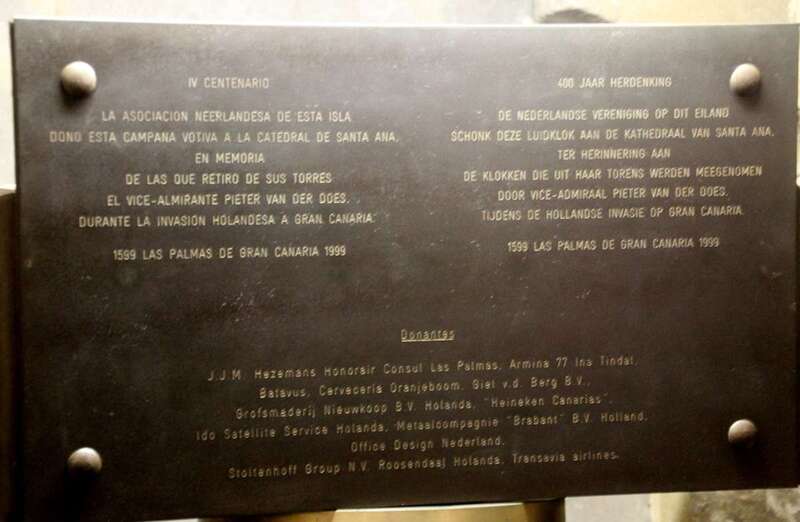 IV CENTENARIO
LA ASOCIACION NEERLANDESA DE ESTA ISLA
DONO ESTA CAMPANA VOTIVA A LA CATEDRAL DE SANTA ANA,
EN MEMORIA
DE LAS QUE RETIRO DE SUS TORRES
EL VICE-ALMIRANTE PIETER VAN DER DOES,
DURANTE LA INVASION HOLANDESA A GRAN CANARIA.
1599 LAS PALMAS DE GRAN CANARIA 1999
400 JAAR HERDENKING
DE NEDERLANDSE VERENIGING OP DIT EILAND
SCHONK DEZE LUIDKLOK AAN DE KATHEDRAAL VAN SANTA ANA,
TER HERINNERING AAN
DE KLOKKEN DIE UIT HAAR TORENS WERDEN MEEGENOMEN
DOOR VICE-ADMIRAAL PIETER VAN DER DOES,
TIJDENS DE HOLLANDSE INVASIE OP GRAN CANARIA.
1599 LAS PALMAS DE GRAN CANARIA 1999
Donantes
J.J.M. Hezemans Honorair Consul Las Palmas, Armina 77 Ina Tindal,
Batavus, Cervecería Oranjeboom, Giel v.d. Berg B.V.,
Grofsmaderij Nieuwkoop B.V. Holanda, "Heineken Canarias",
Ido Satellite Service Holanda, Metaalcompagnie "Brabant" B.V. Holland,
Office Design Nederland,
Stoltenhoff Group N.V. Roosendaal Holanda, Transavia airlines.